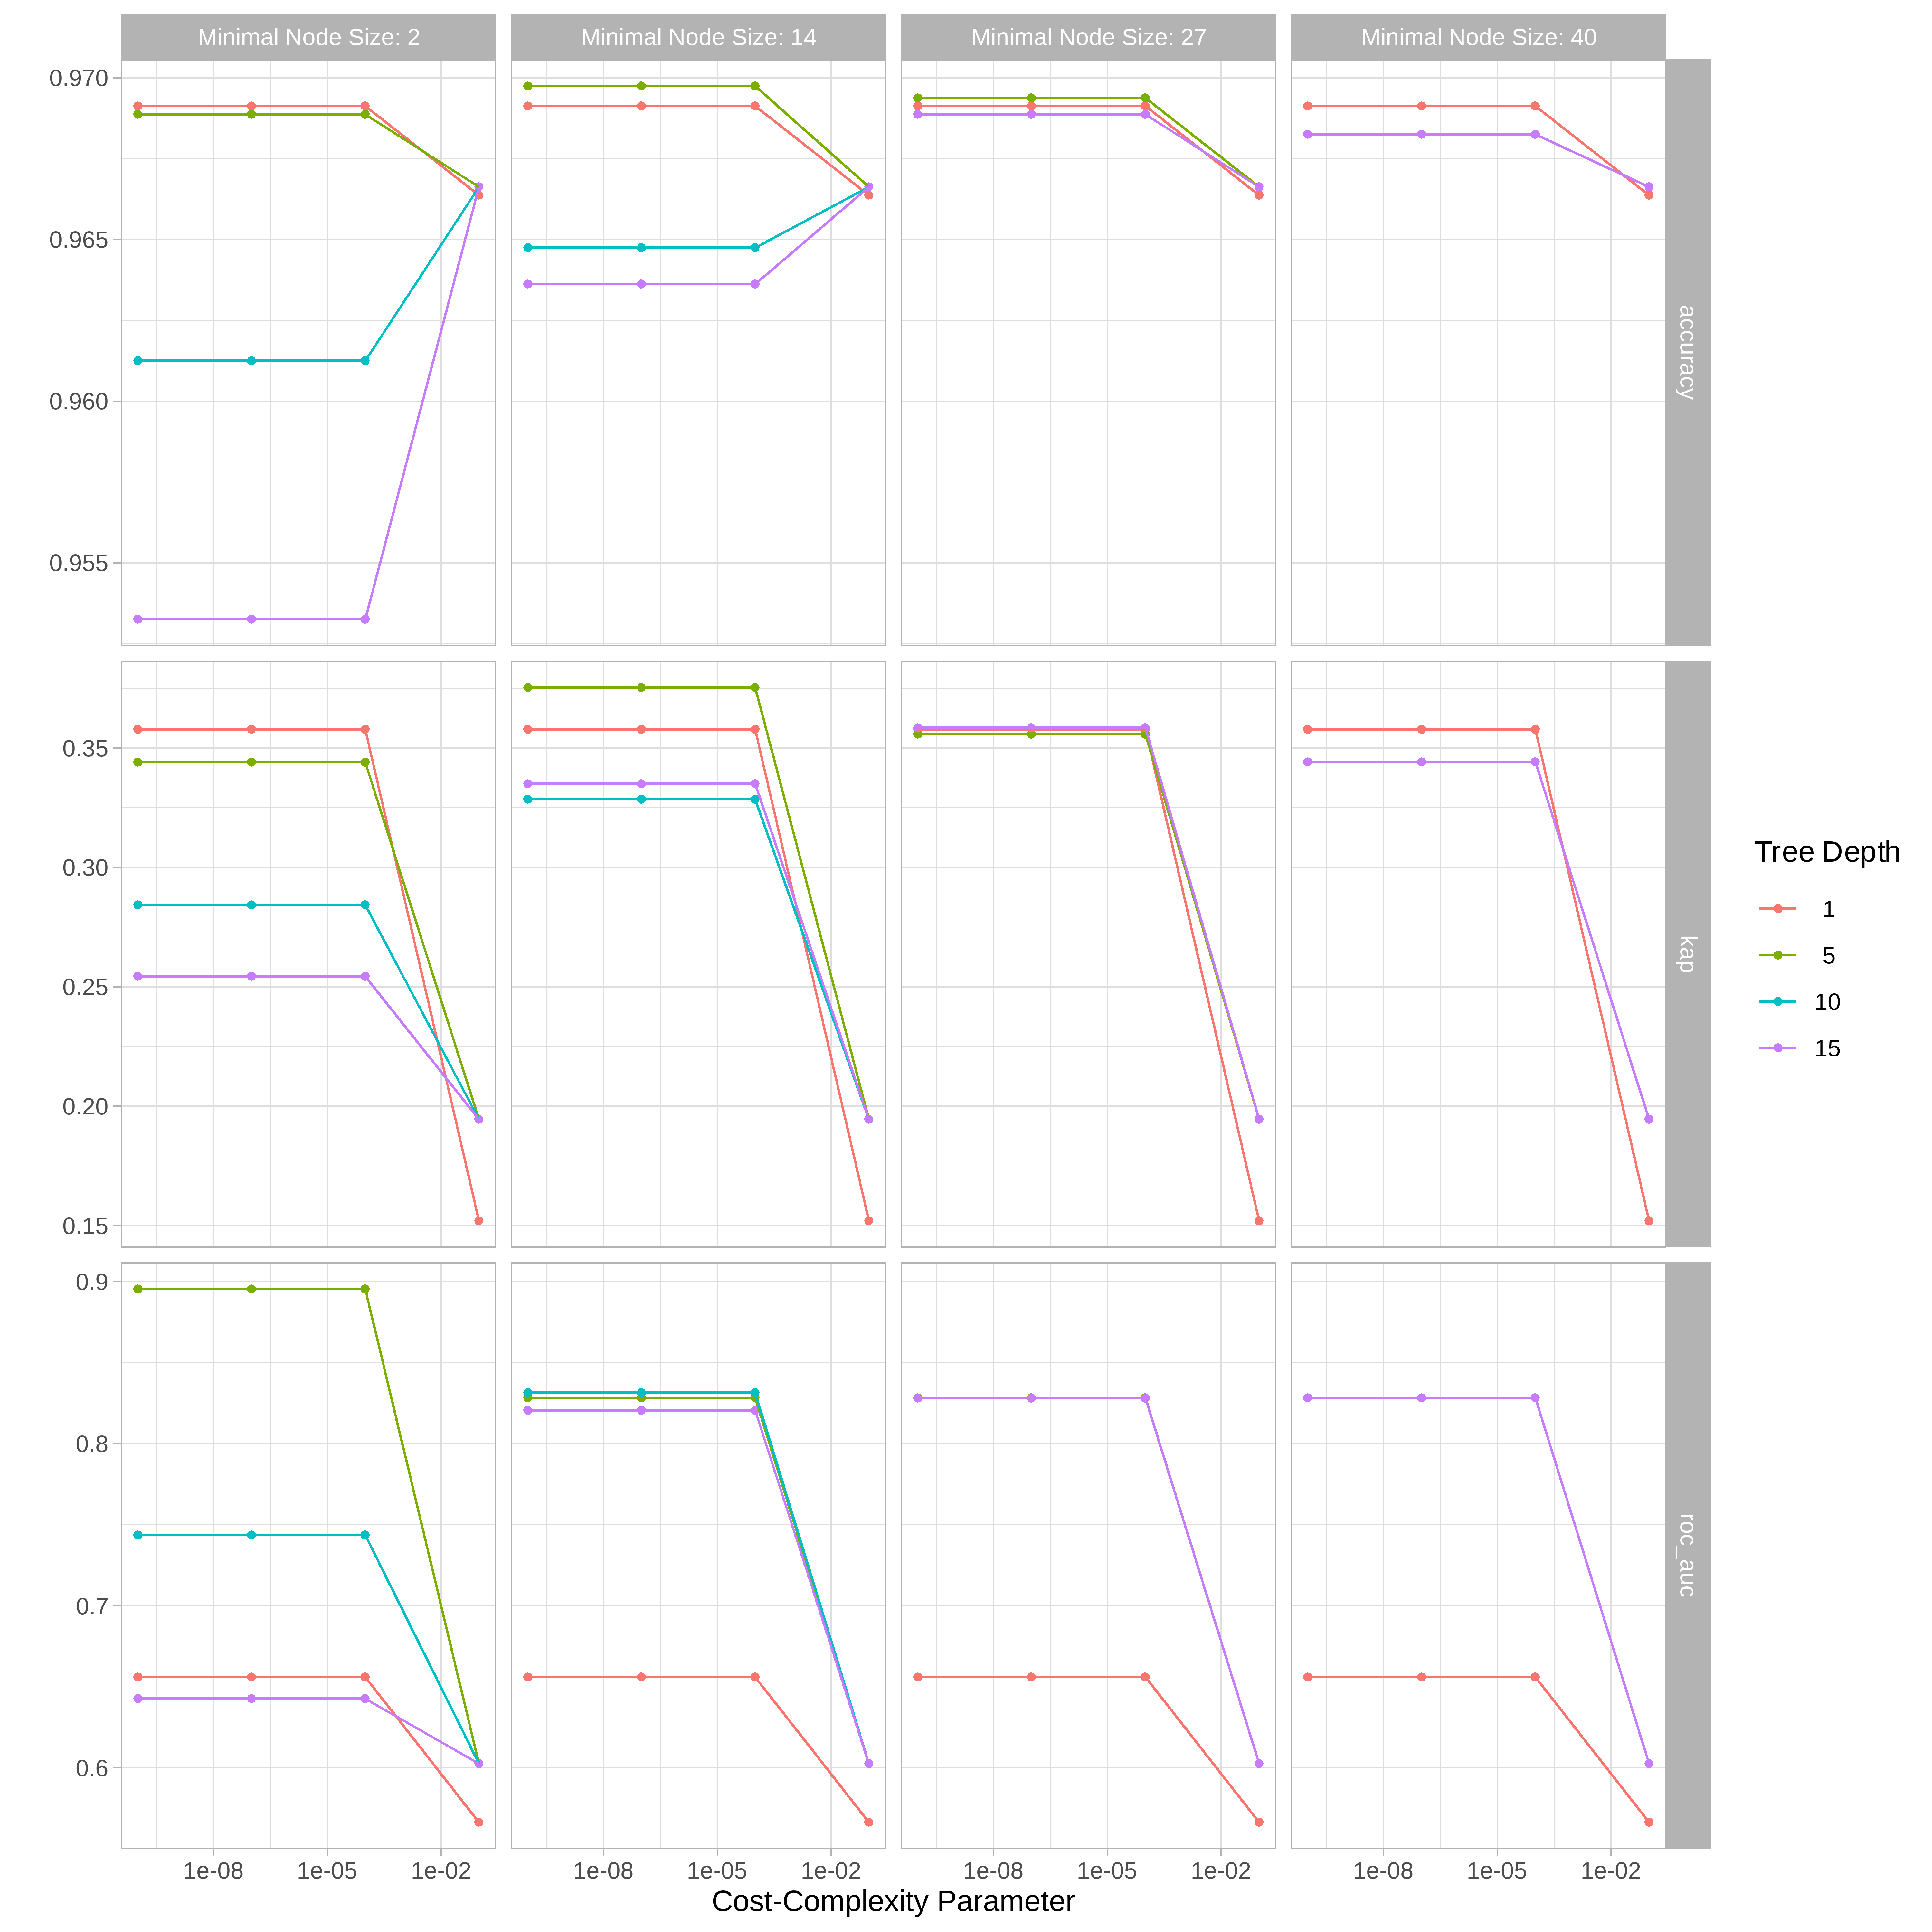 Minimal Node Size: 2
Minimal Node Size: 14
Minimal Node Size: 27
Minimal Node Size: 40
0.970
0.965
0.960
0.955
accuracy
0.35
0.30
0.25
0.20
0.15
kap
0.9
0.8
0.7
0.6
roc_auc
1e-08 1e-05 1e-02
1e-08 1e-05 1e-02
1e-08 1e-05 1e-02
1e-08 1e-05 1e-02
Cost-Complexity Parameter
Tree Depth
1
5
10
15